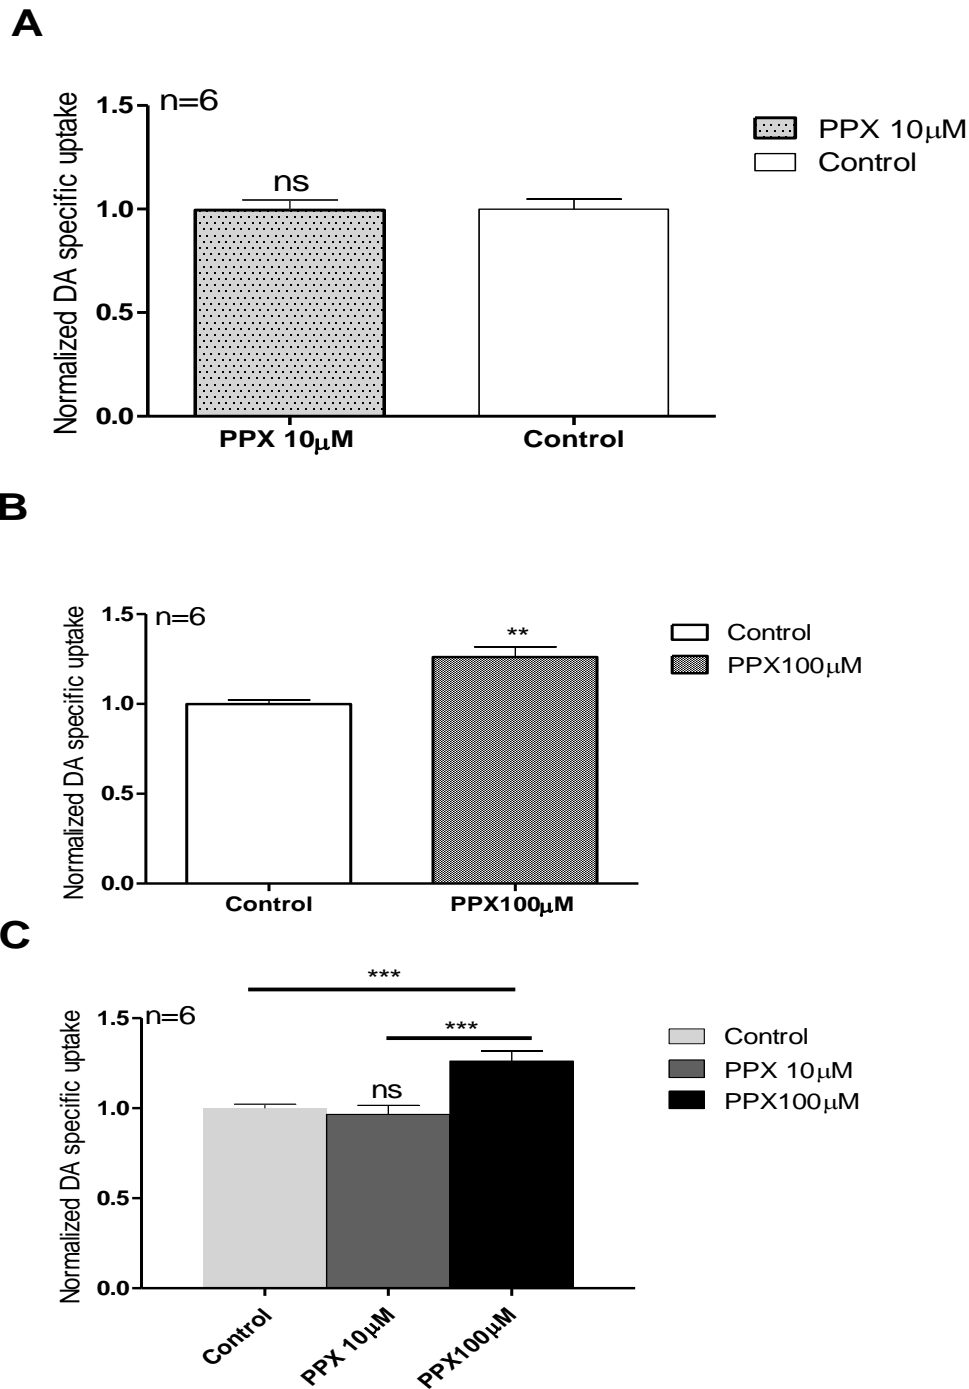 A
Normalized DA specific uptake
1.5
1.0
0.5
0.0
n=6
ns
PPX 10μM
Control
PPX 10μM
Control
B
Normalized DA specific uptake
1.5
1.0
0.5
0.0
n=6
**
Control
PPX100μM
Control
PPX100μM
C
Normalized DA specific uptake
1.5
1.0
0.5
0.0
n=6
***
***
ns
Control
PPX 10μM
PPX100μM
Control
PPX 10μM
PPX100μM